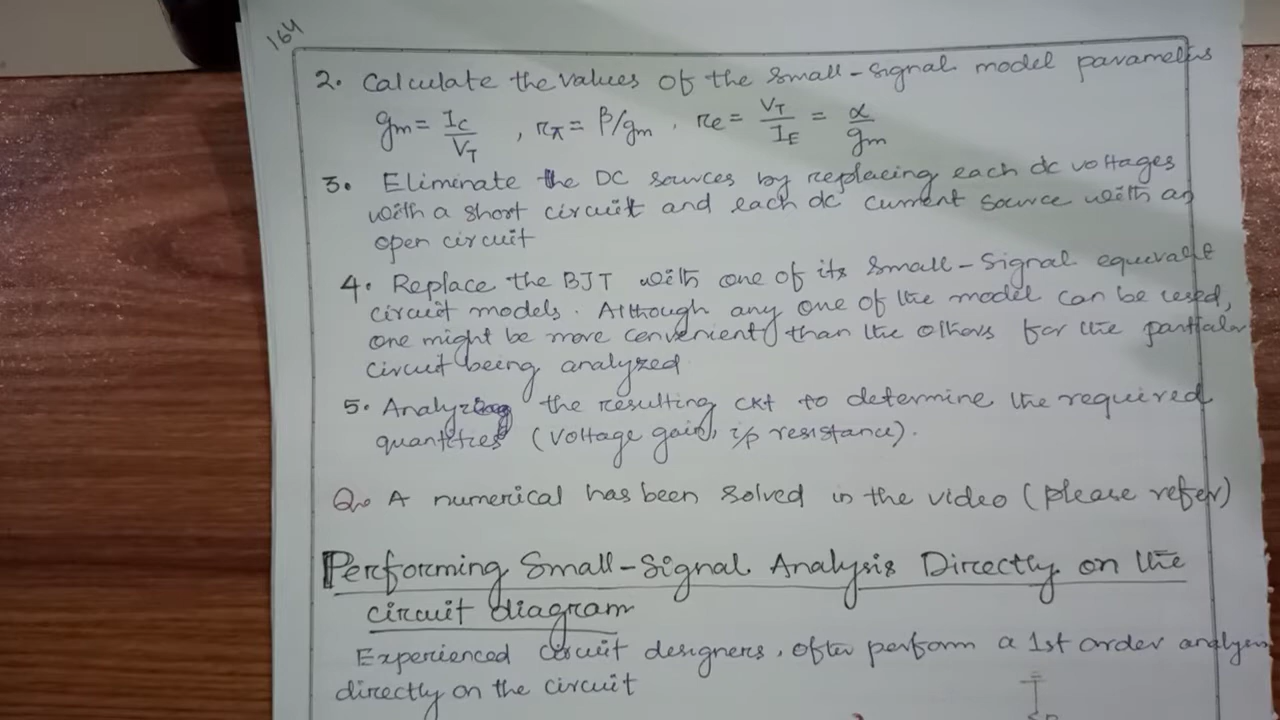 164
2. Calculate the values of the small-signal model parameters
gm = IC/VT , rπ = β/gm , re = VT/IE = α/gm
3. Eliminate the DC sources by replacing each dc voltages
with a short circuit and each dc current source with an
open circuit
4. Replace the BJT with one of its small-signal equivalent
circuit models. Although any one of the model can be used,
one might be more convenient than the others for the
circuit being analyzed
5. Analyzing the resulting ckt to determine the required
quantities (voltage gain, i/p resistance).
Q. A numerical has been solved in the video (please refer)
Performing Small-Signal Analysis Directly on the
circuit diagram
Experienced circuit designers, often perform a 1st order analysis
directly on the circuit